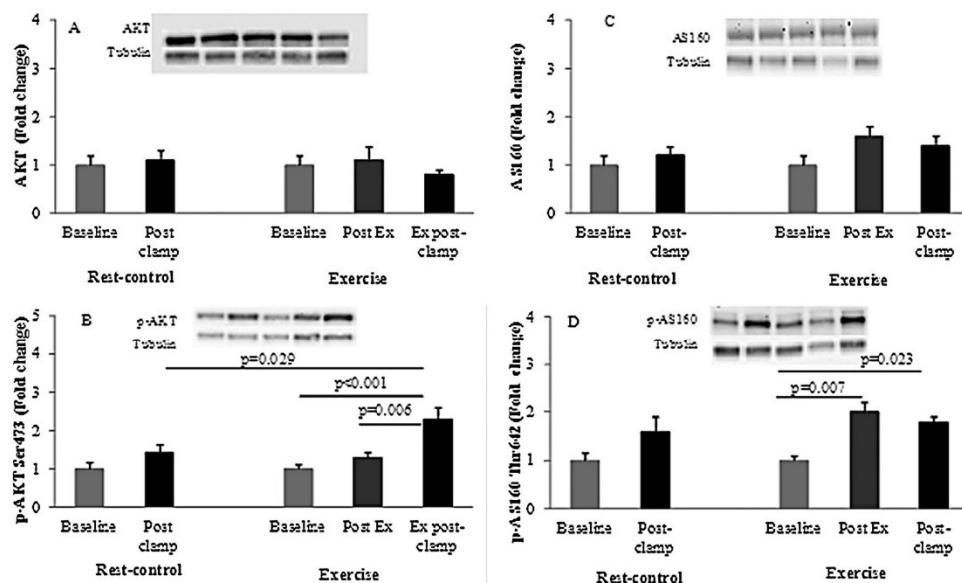 A
AKT
Tubulin
AKT (Fold change)
4
3
2
1
0
Baseline
Post
clamp
Baseline
Post Ex
Ex post-
clamp
Rest-control
Exercise
C
AS160
Tubulin
AS160 (Fold change)
4
3
2
1
0
Baseline
Post-
clamp
Baseline
Post Ex
Post-
clamp
Rest-control
Exercise
B
p-AKT
Tubulin
p=0.029
p<0.001
p=0.006
p-AKT Ser473 (Fold change)
5
4
3
2
1
0
Baseline
Post
clamp
Baseline
Post Ex
Ex post-
clamp
Rest-control
Exercise
D
p-AS160
Tubulin
p=0.023
p=0.007
p-AS160 Thr642 (Fold change)
4
3
2
1
0
Baseline
Post-
clamp
Baseline
Post Ex
Post-
clamp
Rest-control
Exercise